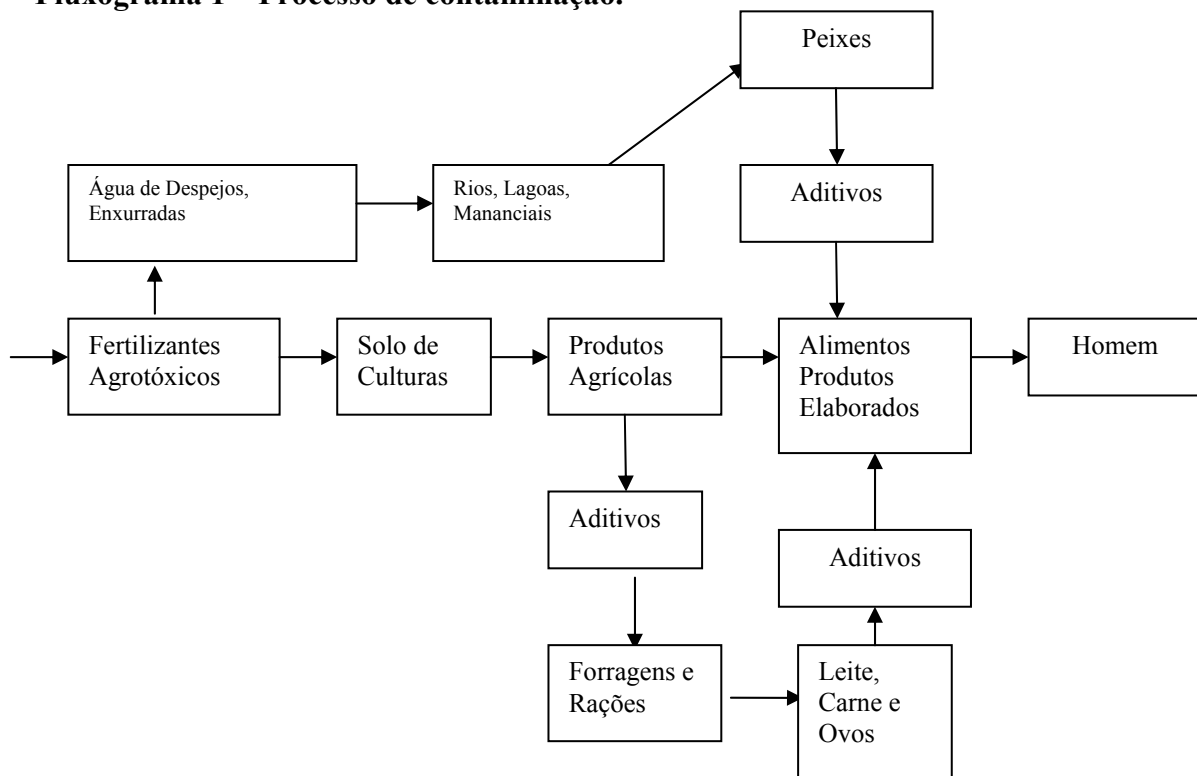 Fluxograma 1 – Processo de contaminação.
Peixes
Água de Despejos,
Enxurradas
Rios, Lagoas,
Mananciais
Aditivos
Fertilizantes
Agrotóxicos
Solo de
Culturas
Produtos
Agrícolas
Alimentos
Produtos
Elaborados
Homem
Aditivos
Aditivos
Forragens e
Rações
Leite,
Carne e
Ovos